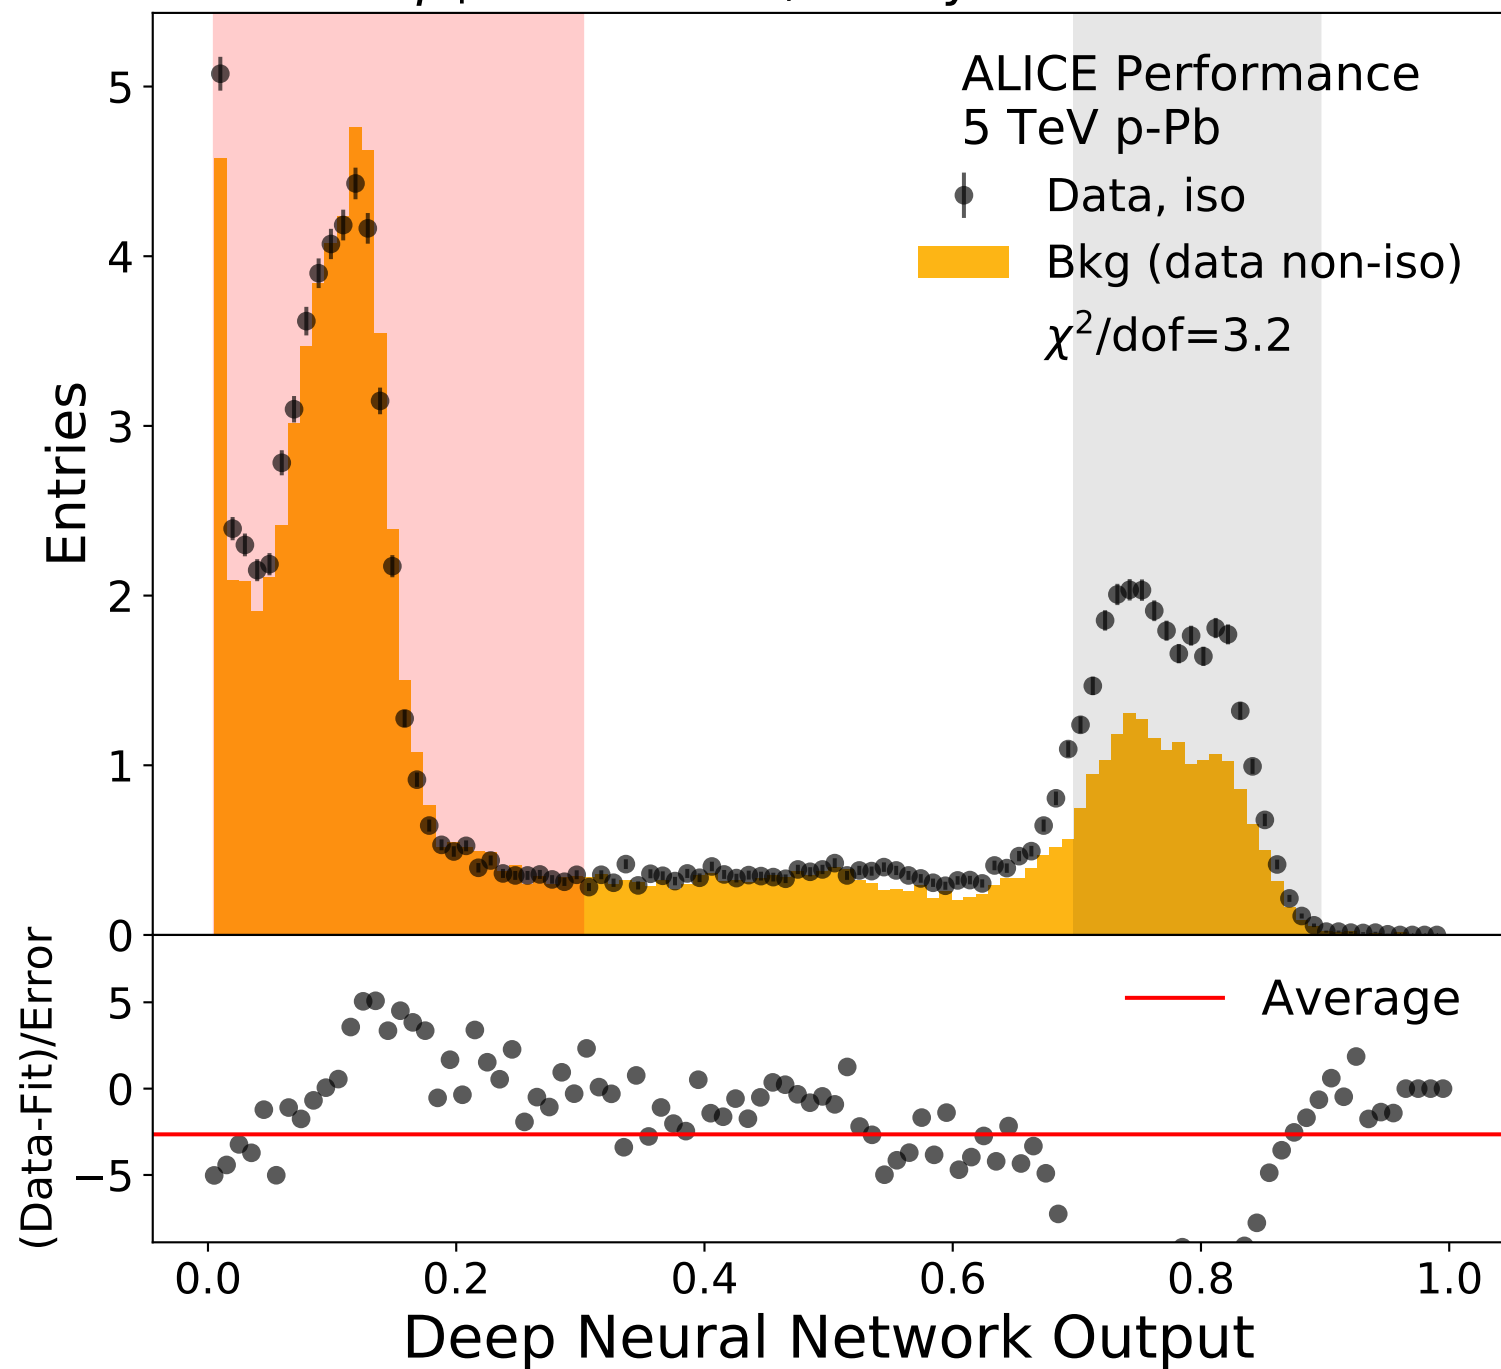 ALICE Performance
5 TeV p-Pb
Data, iso
Bkg (data non-iso)
χ²/dof=3.2
Entries
5
4
3
2
1
0
Average
(Data-Fit)/Error
5
0
−5
0.0 0.2 0.4 0.6 0.8 1.0
Deep Neural Network Output